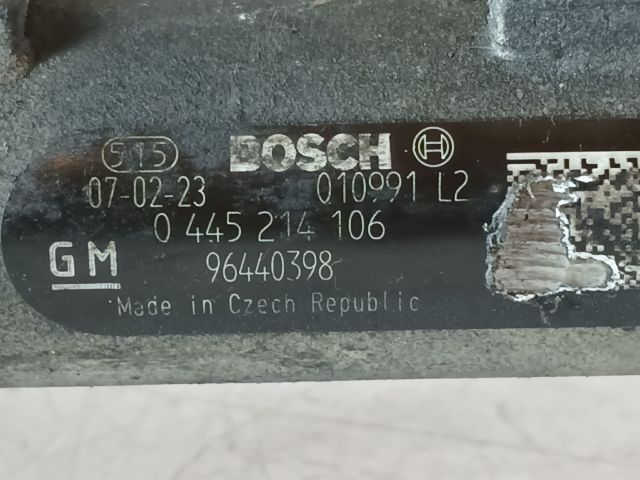 515 BOSCH
07-02-23 010991 L2
0 445 214 106
GM 96440398
Made in Czech Republic